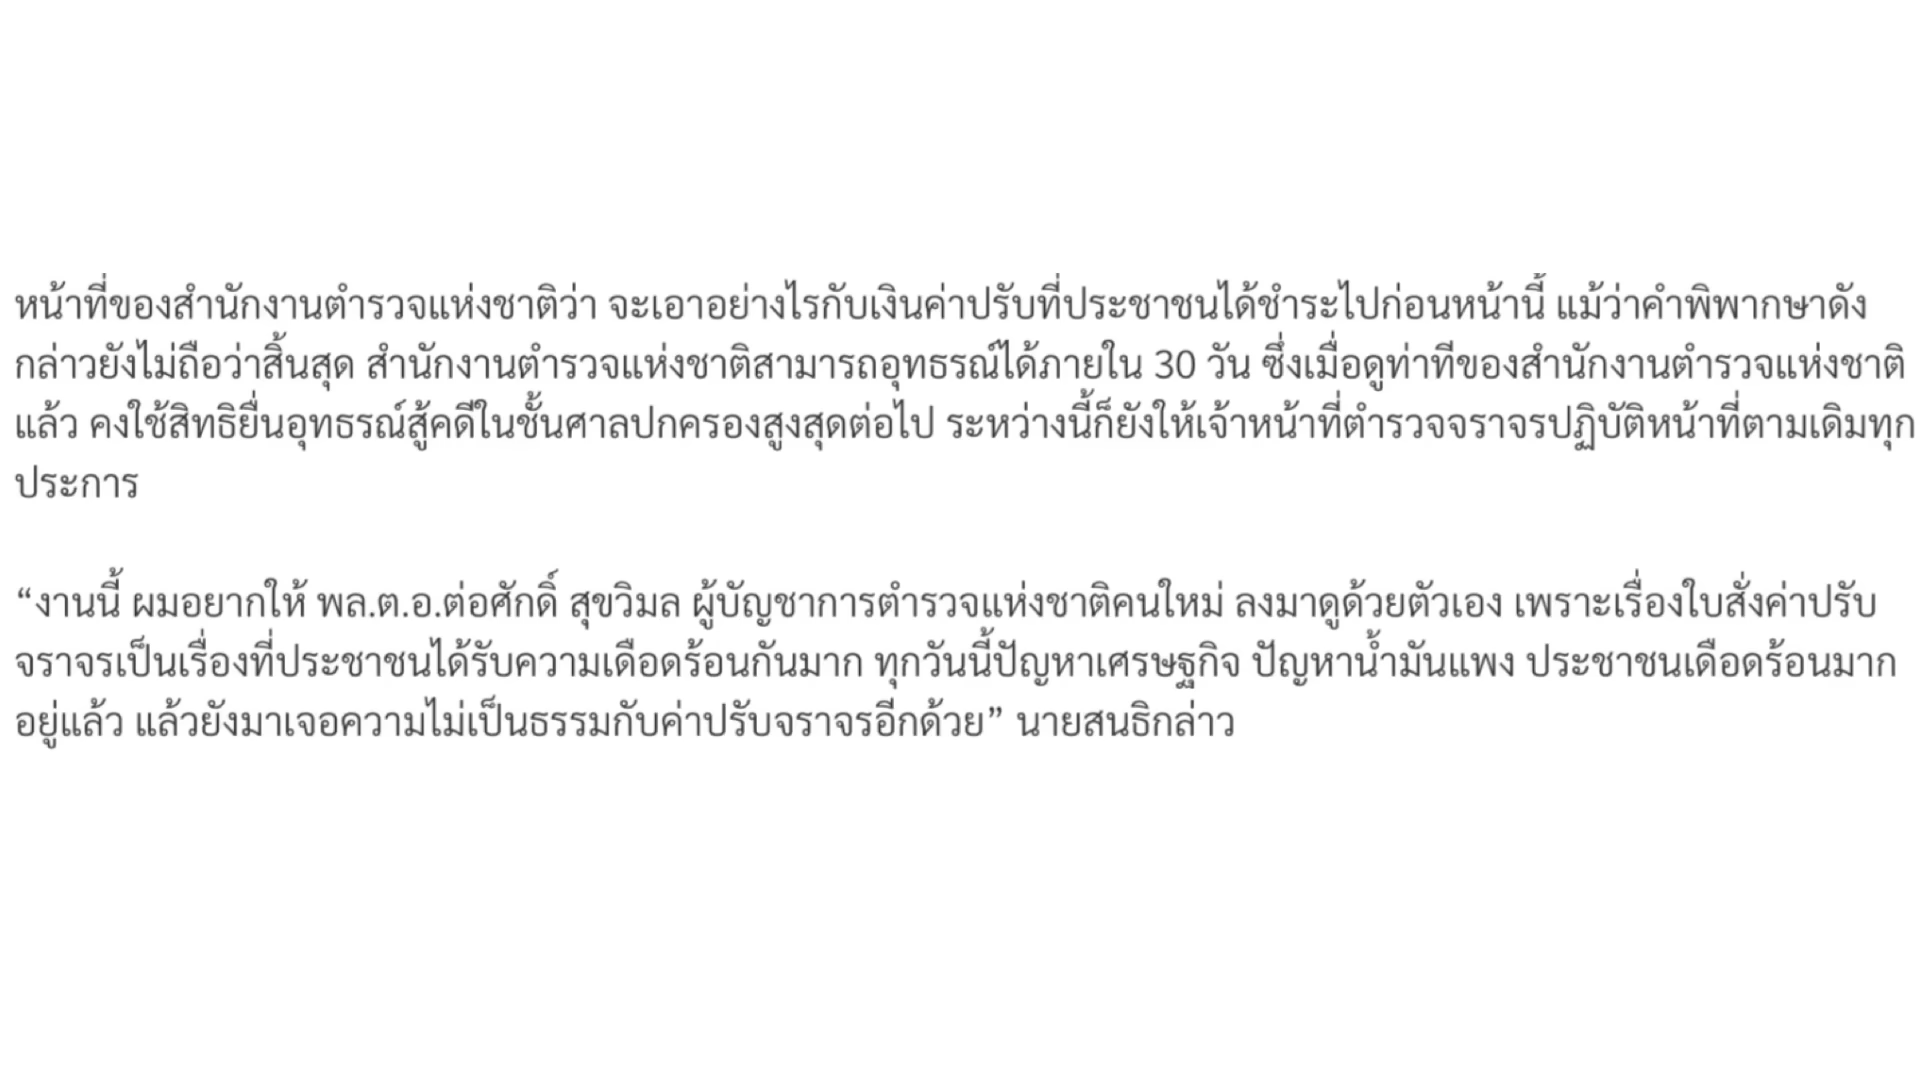 หน้าที่ของสำนักงานตำรวจแห่งชาติว่า จะเอาอย่างไรกับเงินค่าปรับที่ประชาชนได้ชำระไปก่อนหน้านี้ แม้ว่าคำพิพากษาดัง
กล่าวยังไม่ถือว่าสิ้นสุด สำนักงานตำรวจแห่งชาติสามารถอุทธรณ์ได้ภายใน 30 วัน ซึ่งเมื่อดูท่าทีของสำนักงานตำรวจแห่งชาติ
แล้ว คงใช้สิทธิยื่นอุทธรณ์สู้คดีในชั้นศาลปกครองสูงสุดต่อไป ระหว่างนี้ก็ยังให้เจ้าหน้าที่ตำรวจจราจรปฏิบัติหน้าที่ตามเดิมทุก
ประการ
“งานนี้ ผมอยากให้ พล.ต.อ.ต่อศักดิ์ สุขวิมล ผู้บัญชาการตำรวจแห่งชาติคนใหม่ ลงมาดูด้วยตัวเอง เพราะเรื่องใบสั่งค่าปรับ
จราจรเป็นเรื่องที่ประชาชนได้รับความเดือดร้อนกันมาก ทุกวันนี้ปัญหาเศรษฐกิจ ปัญหาน้ำมันแพง ประชาชนเดือดร้อนมาก
อยู่แล้ว แล้วยังมาเจอความไม่เป็นธรรมกับค่าปรับจราจรอีกด้วย” นายสนธิกล่าว